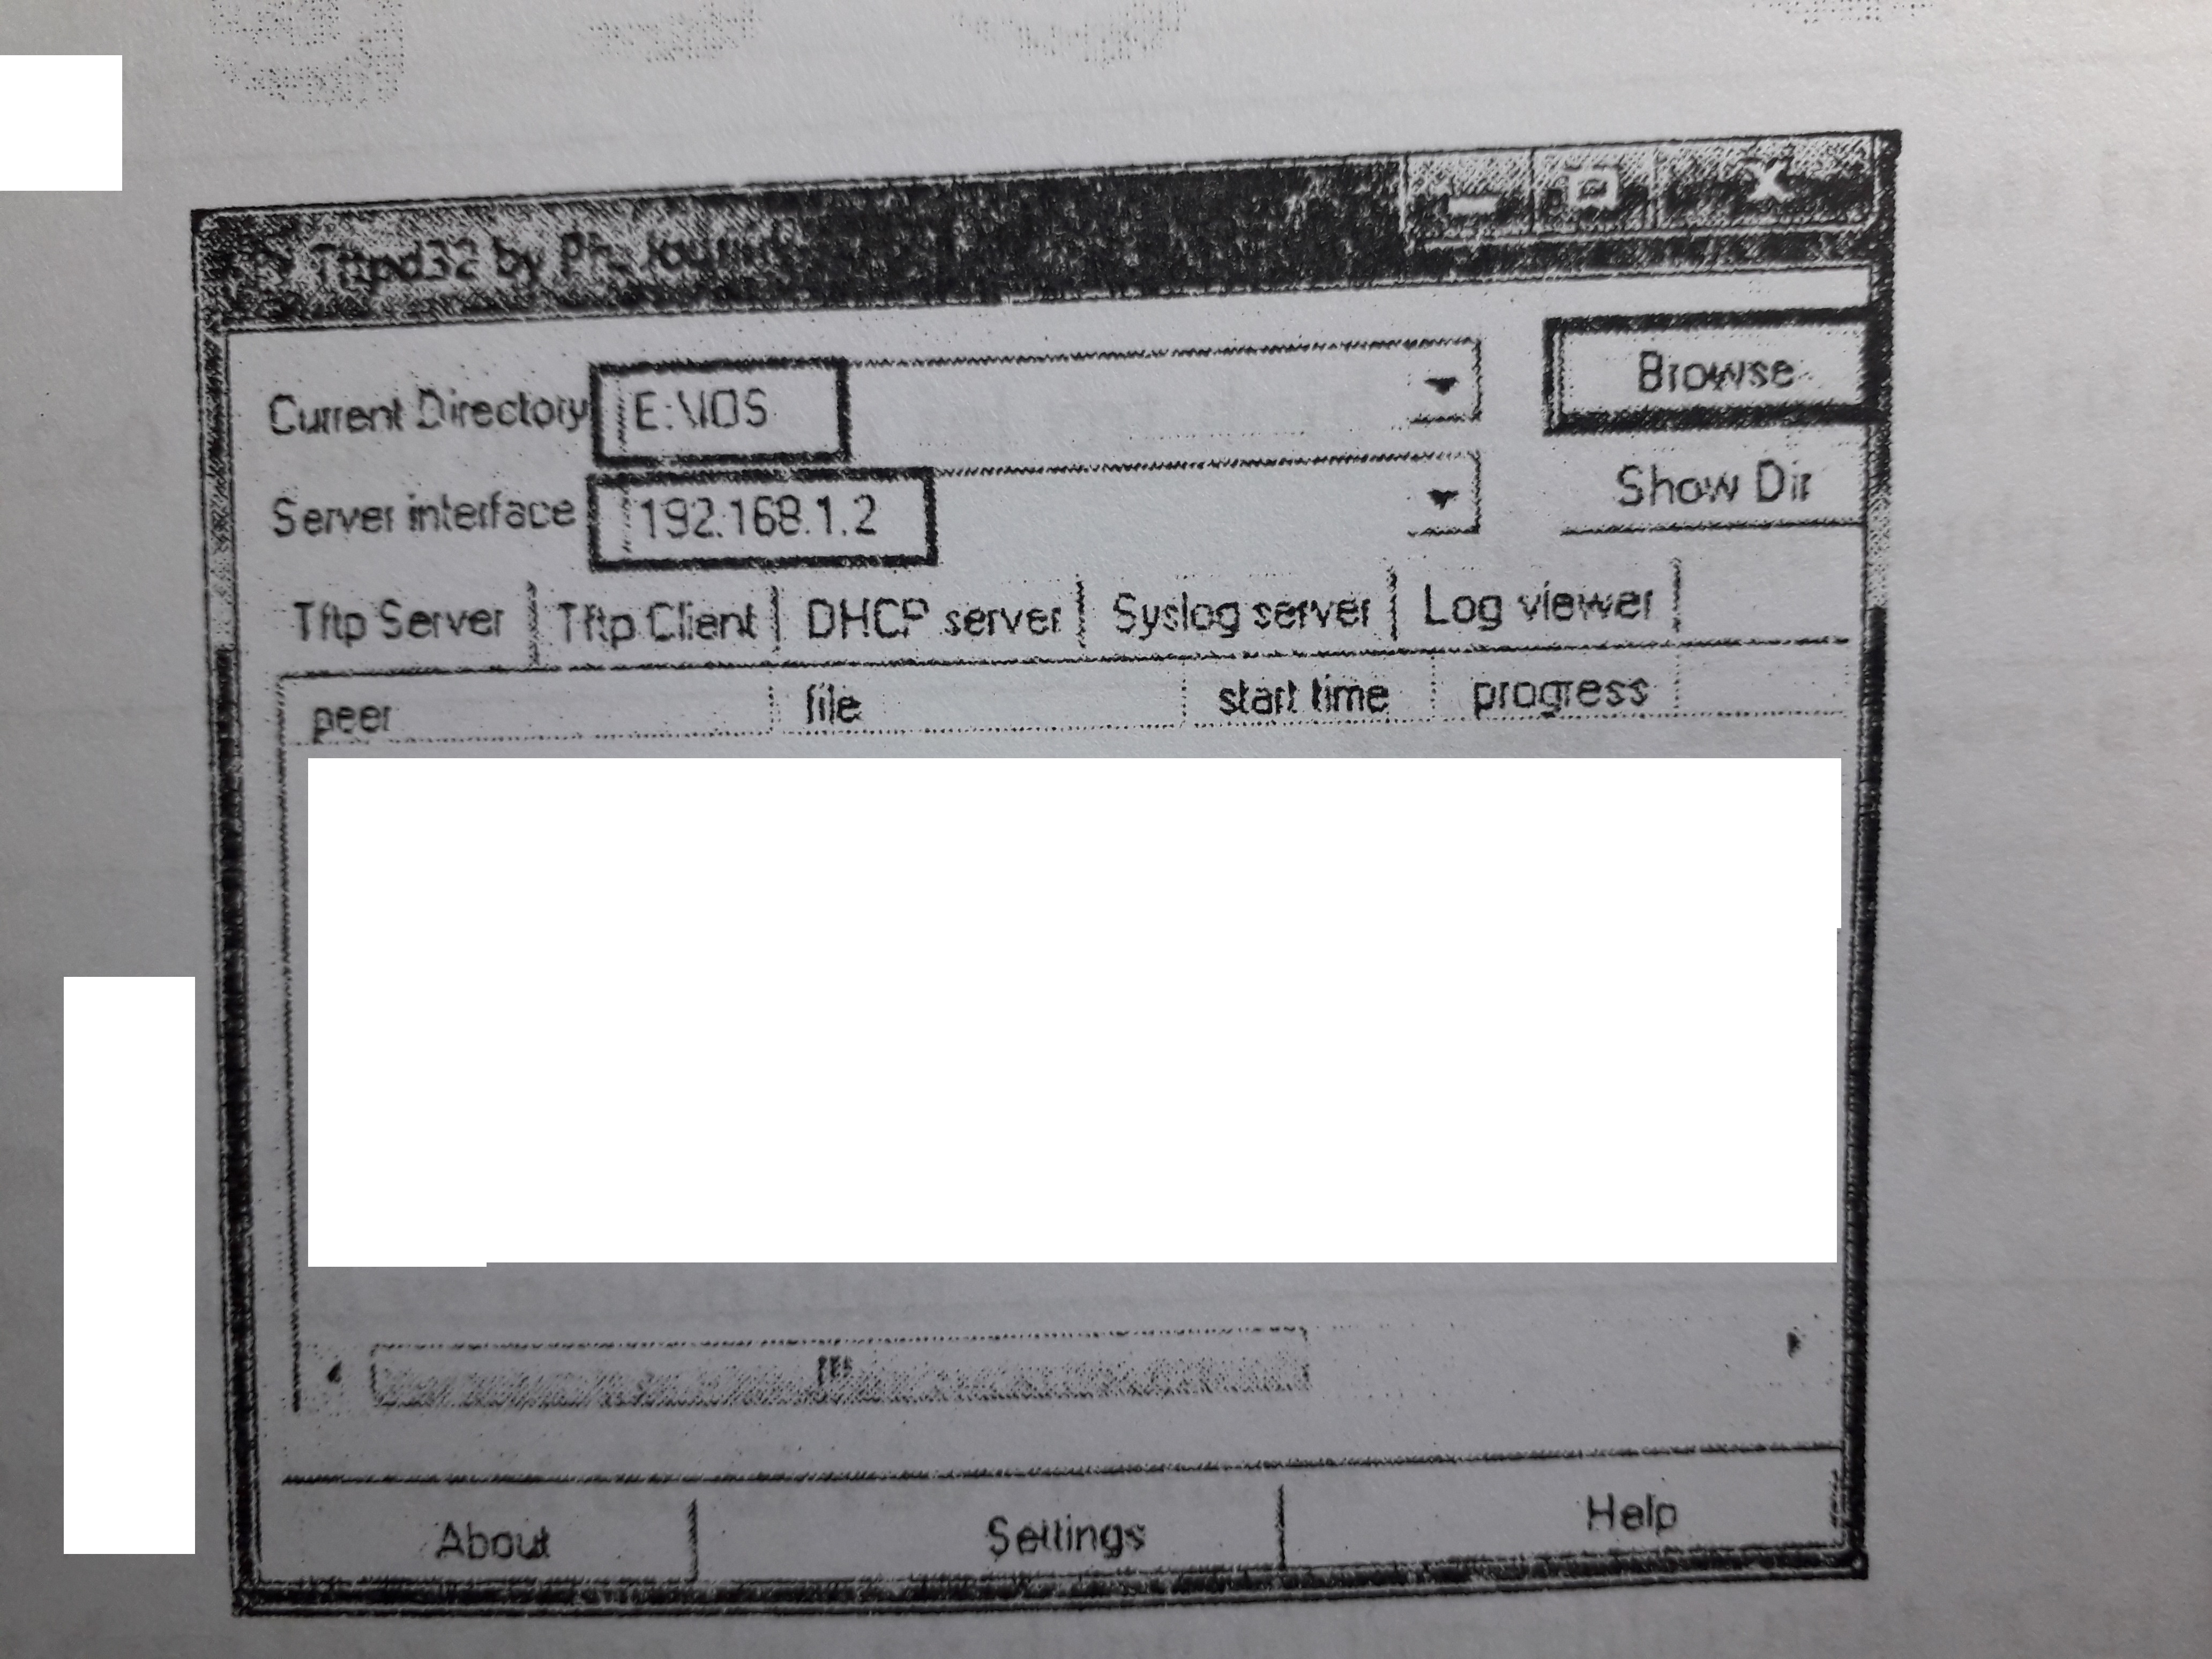 Tftpd32 by Ph. Jounin
Current Directory E:\IOS Browse
Server interface 192.168.1.2 Show Dir
Tftp Server Tftp Client DHCP server Syslog server Log viewer
peer file start time progress
About Settings Help